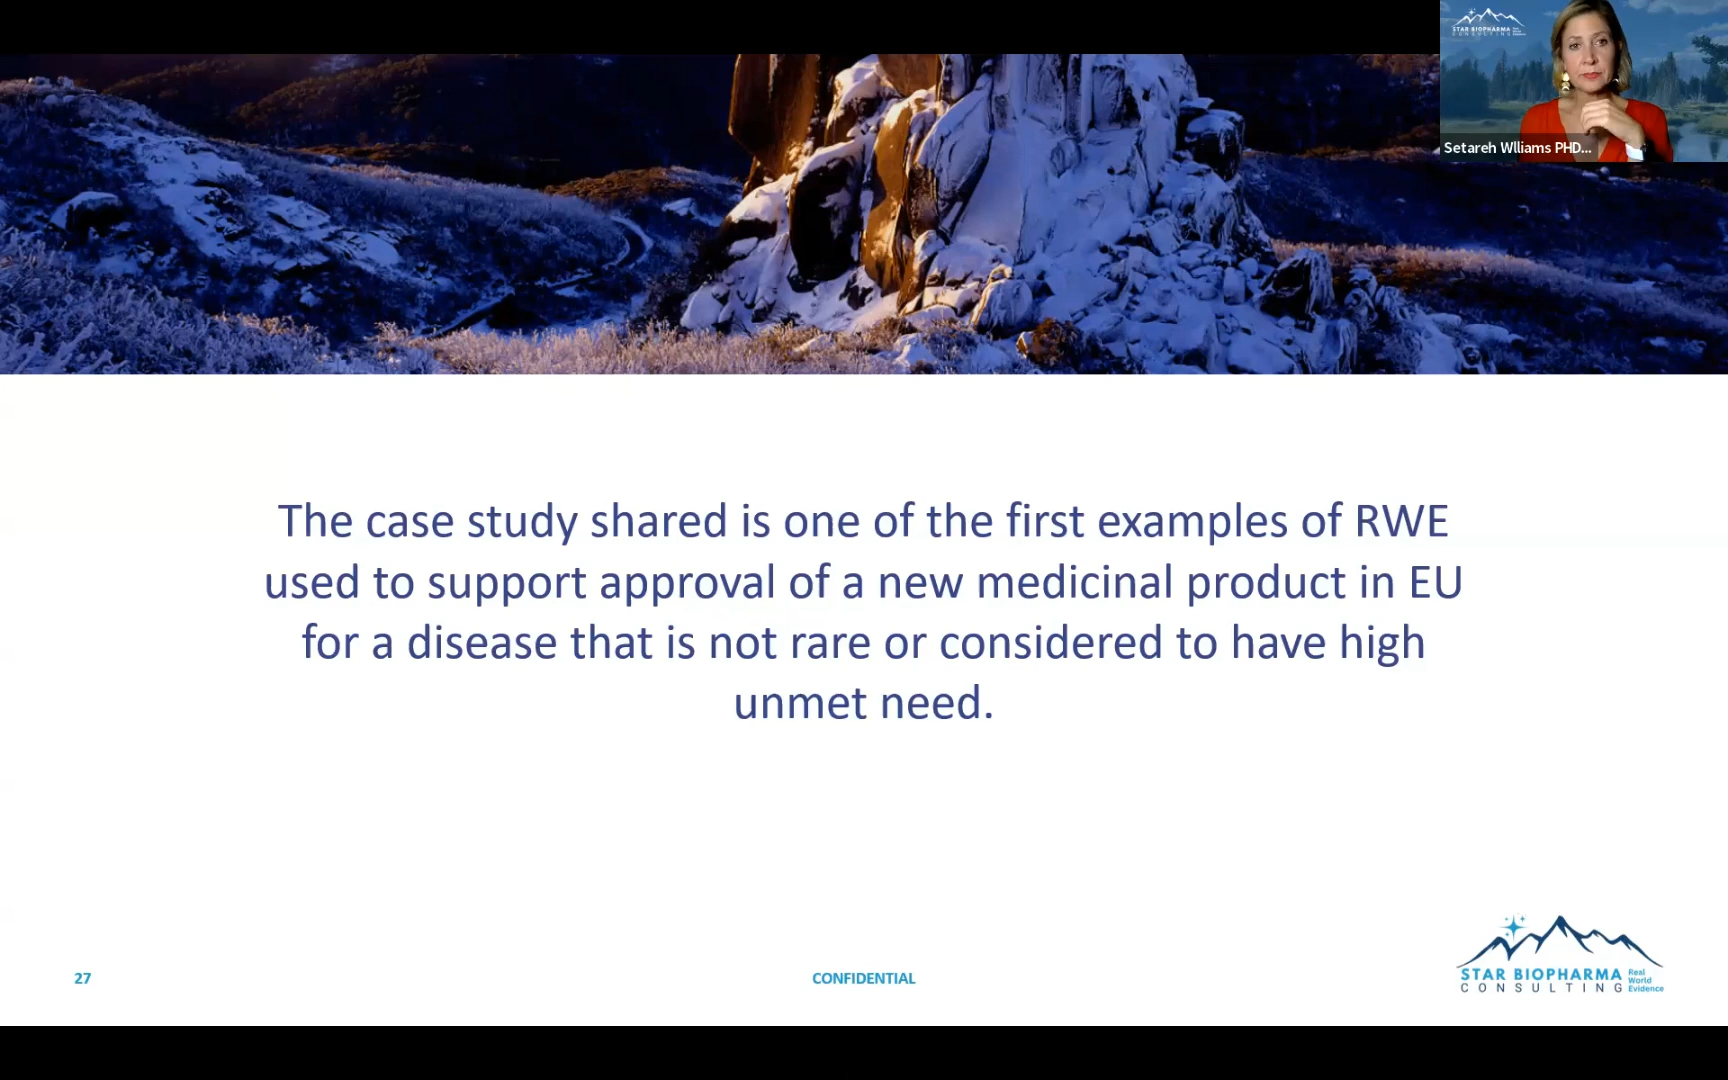 STAR BIOPHARMA
CONSULTING
Setareh Wlliams PHD...
The case study shared is one of the first examples of RWE
used to support approval of a new medicinal product in EU
for a disease that is not rare or considered to have high
unmet need.
27
CONFIDENTIAL
STAR BIOPHARMA
CONSULTING
Real
World
Evidence